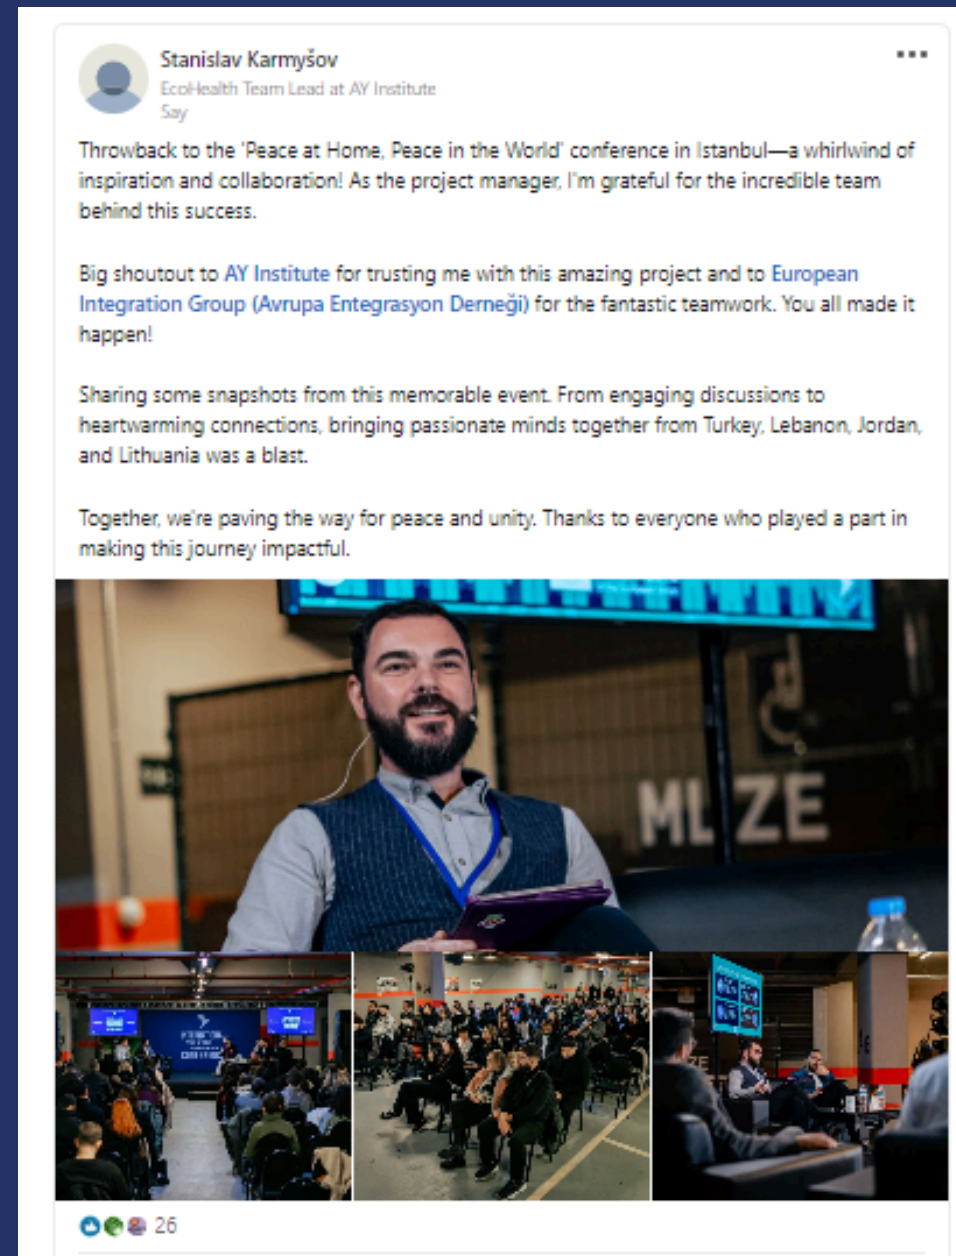 Stanislav Karmyšov
EcoHealth Team Lead at AY Institute
Say
Throwback to the 'Peace at Home, Peace in the World' conference in Istanbul—a whirlwind of
inspiration and collaboration! As the project manager, I'm grateful for the incredible team
behind this success.
Big shoutout to AY Institute for trusting me with this amazing project and to European
Integration Group (Avrupa Entegrasyon Derneği) for the fantastic teamwork. You all made it
happen!
Sharing some snapshots from this memorable event. From engaging discussions to
heartwarming connections, bringing passionate minds together from Turkey, Lebanon, Jordan,
and Lithuania was a blast.
Together, we're paving the way for peace and unity. Thanks to everyone who played a part in
making this journey impactful.
ZE
26